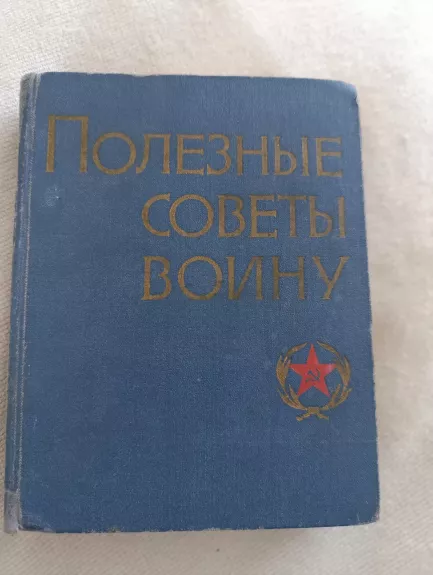 Полезные
советы
воину